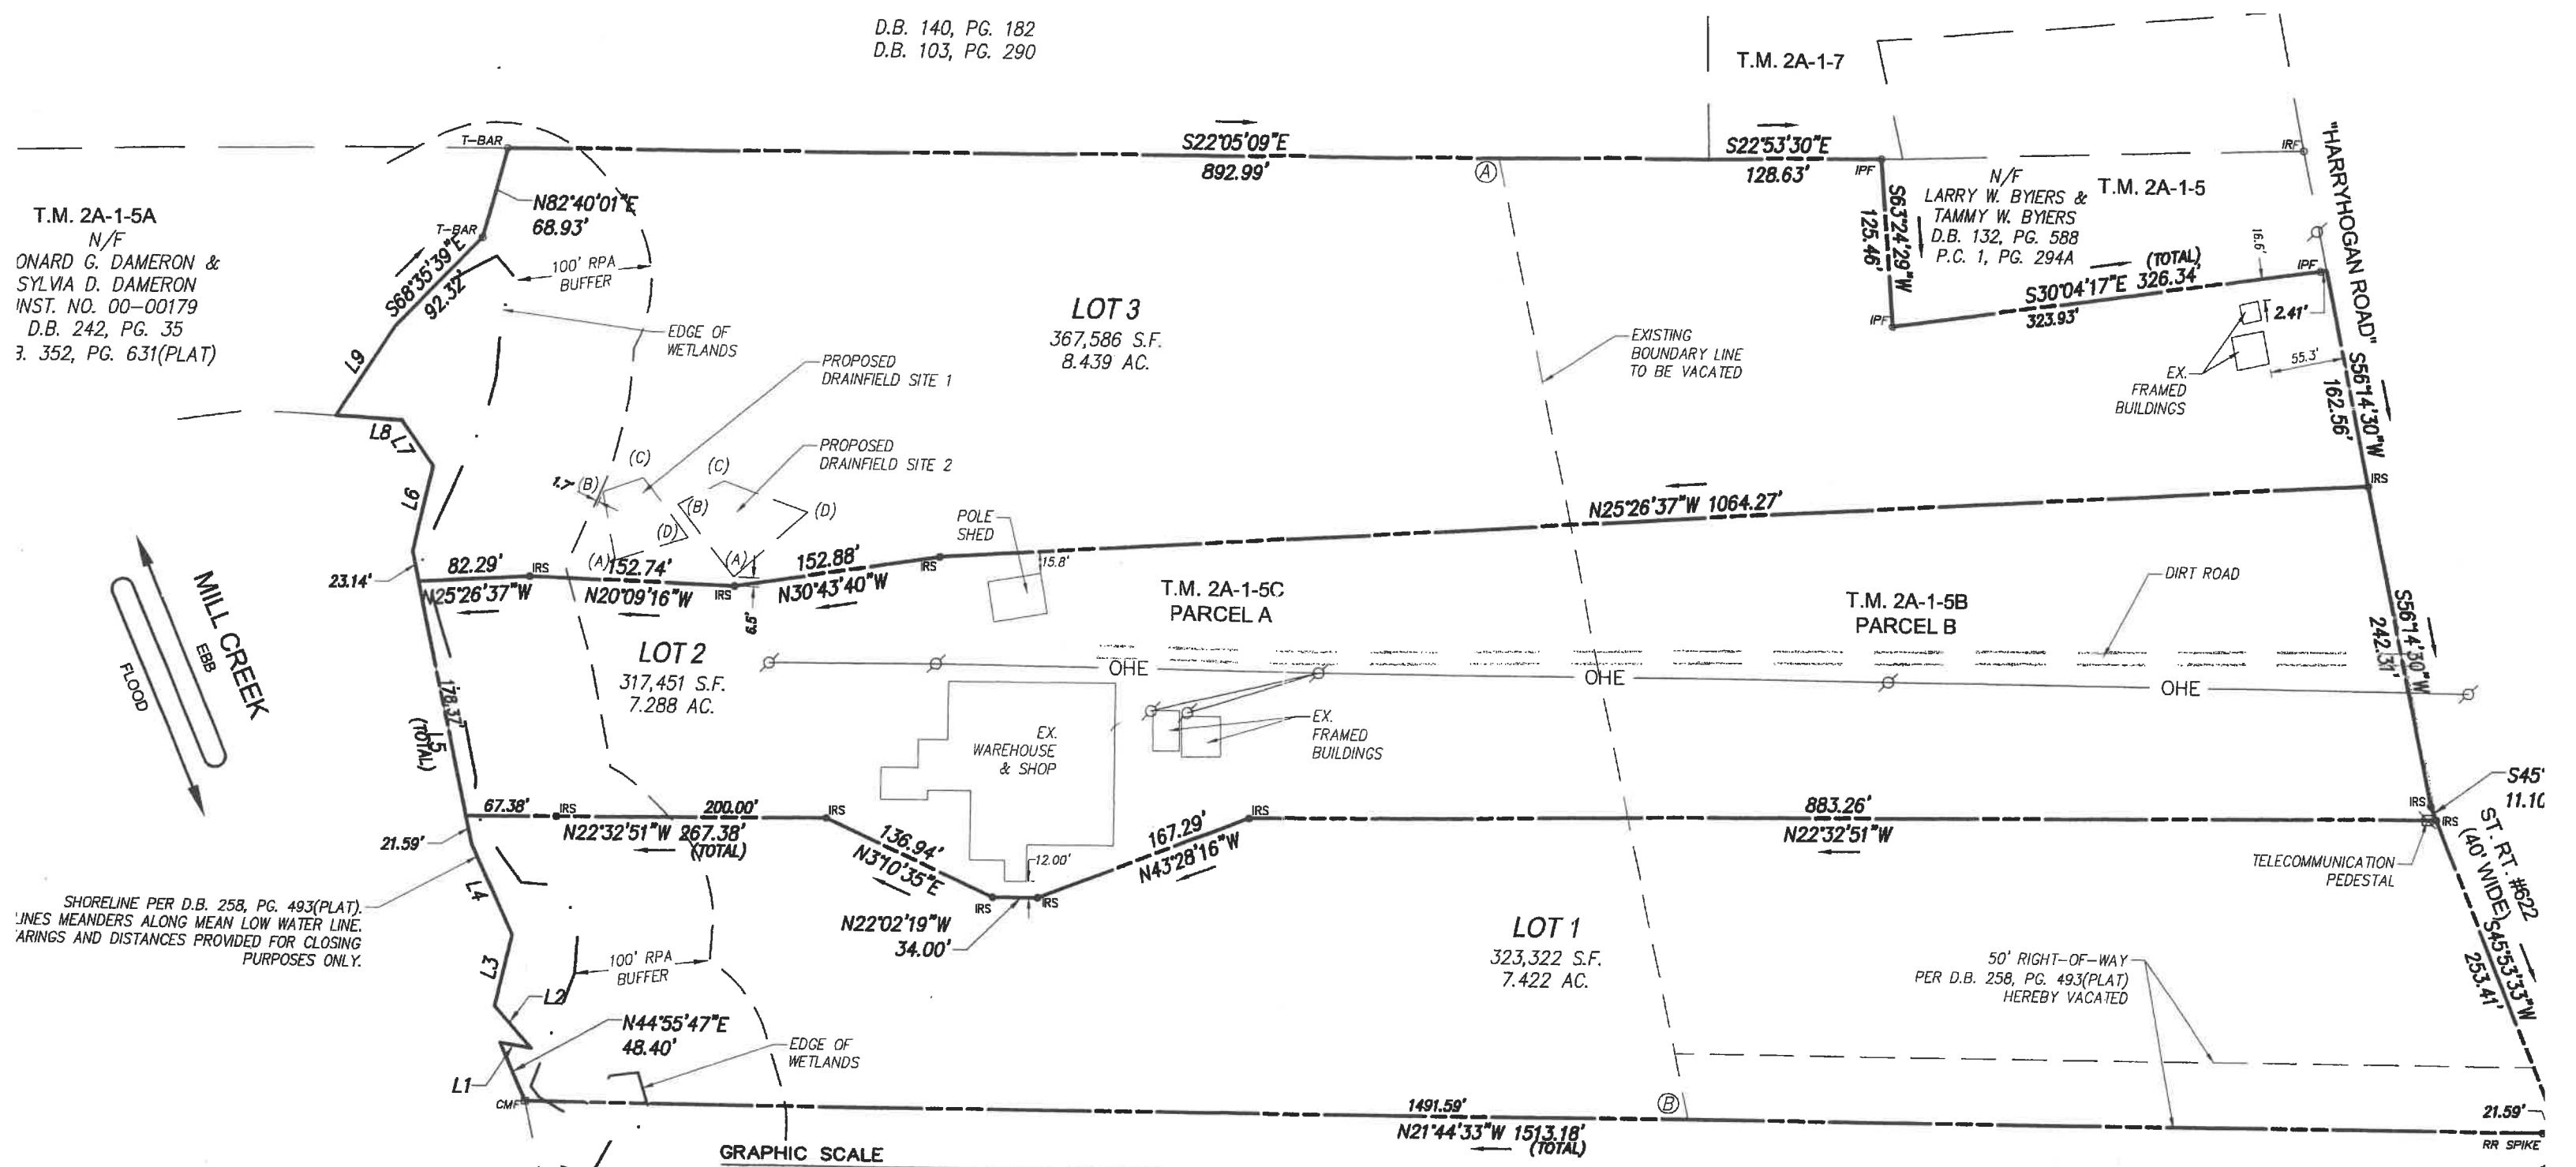 D.B. 140, PG. 182
D.B. 103, PG. 290
T.M. 2A-1-7
T-BAR
S22°05'09"E
892.99'
S22°53'30"E
128.63'
A
IPF
IRF
"HARRYHOGAN ROAD"
T.M. 2A-1-5A
N/F
ONARD G. DAMERON &
SYLVIA D. DAMERON
INST. NO. 00-00179
D.B. 242, PG. 35
B. 352, PG. 631(PLAT)
N82°40'01"E
68.93'
T-BAR
S68°35'39"E
92.32'
100' RPA
BUFFER
EDGE OF
WETLANDS
LOT 3
367,586 S.F.
8.439 AC.
EXISTING
BOUNDARY LINE
TO BE VACATED
S63°24'29"W
125.46'
IPF
N/F
LARRY W. BYIERS &
TAMMY W. BYIERS
D.B. 132, PG. 588
P.C. 1, PG. 294A
T.M. 2A-1-5
16.6'
(TOTAL)
S30°04'17"E 326.34'
323.93'
IPF
2.41'
55.3'
EX.
FRAMED
BUILDINGS
S56°14'30"W
162.56'
IRS
L9
L8
L7
L6
PROPOSED
DRAINFIELD SITE 1
PROPOSED
DRAINFIELD SITE 2
1.7'
(B)
(C)
(D)
(A)
(C)
(B)
(D)
(A)
POLE
SHED
15.8'
N25°26'37"W 1064.27'
23.14'
82.29'
N25°26'37"W
IRS
152.74'
N20°09'16"W
IRS
6.5'
152.88'
N30°43'40"W
IRS
T.M. 2A-1-5C
PARCEL A
T.M. 2A-1-5B
PARCEL B
DIRT ROAD
S56°14'30"W
242.31'
MILL CREEK
EBB
FLOOD
LOT 2
317,451 S.F.
7.288 AC.
OHE
OHE
OHE
178.37'
L5
(TOTAL)
EX.
WAREHOUSE
& SHOP
EX.
FRAMED
BUILDINGS
67.38'
IRS
200.00'
N22°32'51"W 267.38'
(TOTAL)
IRS
21.59'
136.94'
N3°10'35"E
IRS
12.00'
IRS
N22°02'19"W
34.00'
167.29'
N43°28'16"W
IRS
883.26'
N22°32'51"W
IRS
IRS
S45°
11.10
TELECOMMUNICATION
PEDESTAL
ST. RT. #622
(40' WIDE)
S45°53'33"W
253.41'
SHORELINE PER D.B. 258, PG. 493(PLAT).
LINES MEANDERS ALONG MEAN LOW WATER LINE.
ARINGS AND DISTANCES PROVIDED FOR CLOSING
PURPOSES ONLY.
L4
L3
L2
L1
100' RPA
BUFFER
LOT 1
323,322 S.F.
7.422 AC.
50' RIGHT-OF-WAY
PER D.B. 258, PG. 493(PLAT)
HEREBY VACATED
N44°55'47"E
48.40'
EDGE OF
WETLANDS
CMF
1491.59'
N21°44'33"W 1513.18'
(TOTAL)
B
21.59'
RR SPIKE
GRAPHIC SCALE